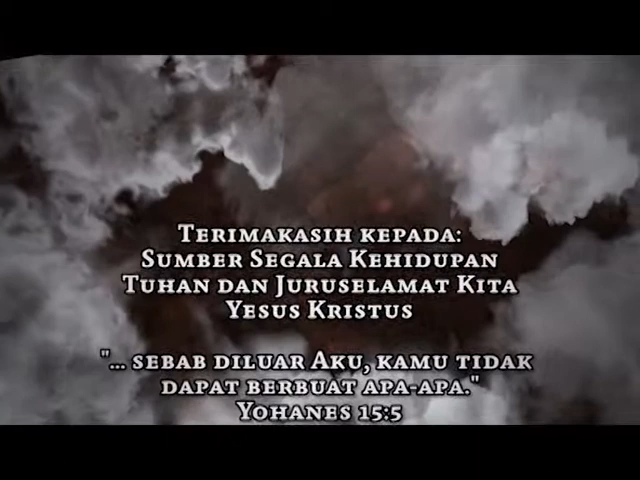 Terimakasih kepada:
Sumber Segala Kehidupan
Tuhan dan Juruselamat Kita
Yesus Kristus
"... sebab diluar Aku, kamu tidak
dapat berbuat apa-apa."
Yohanes 15:5